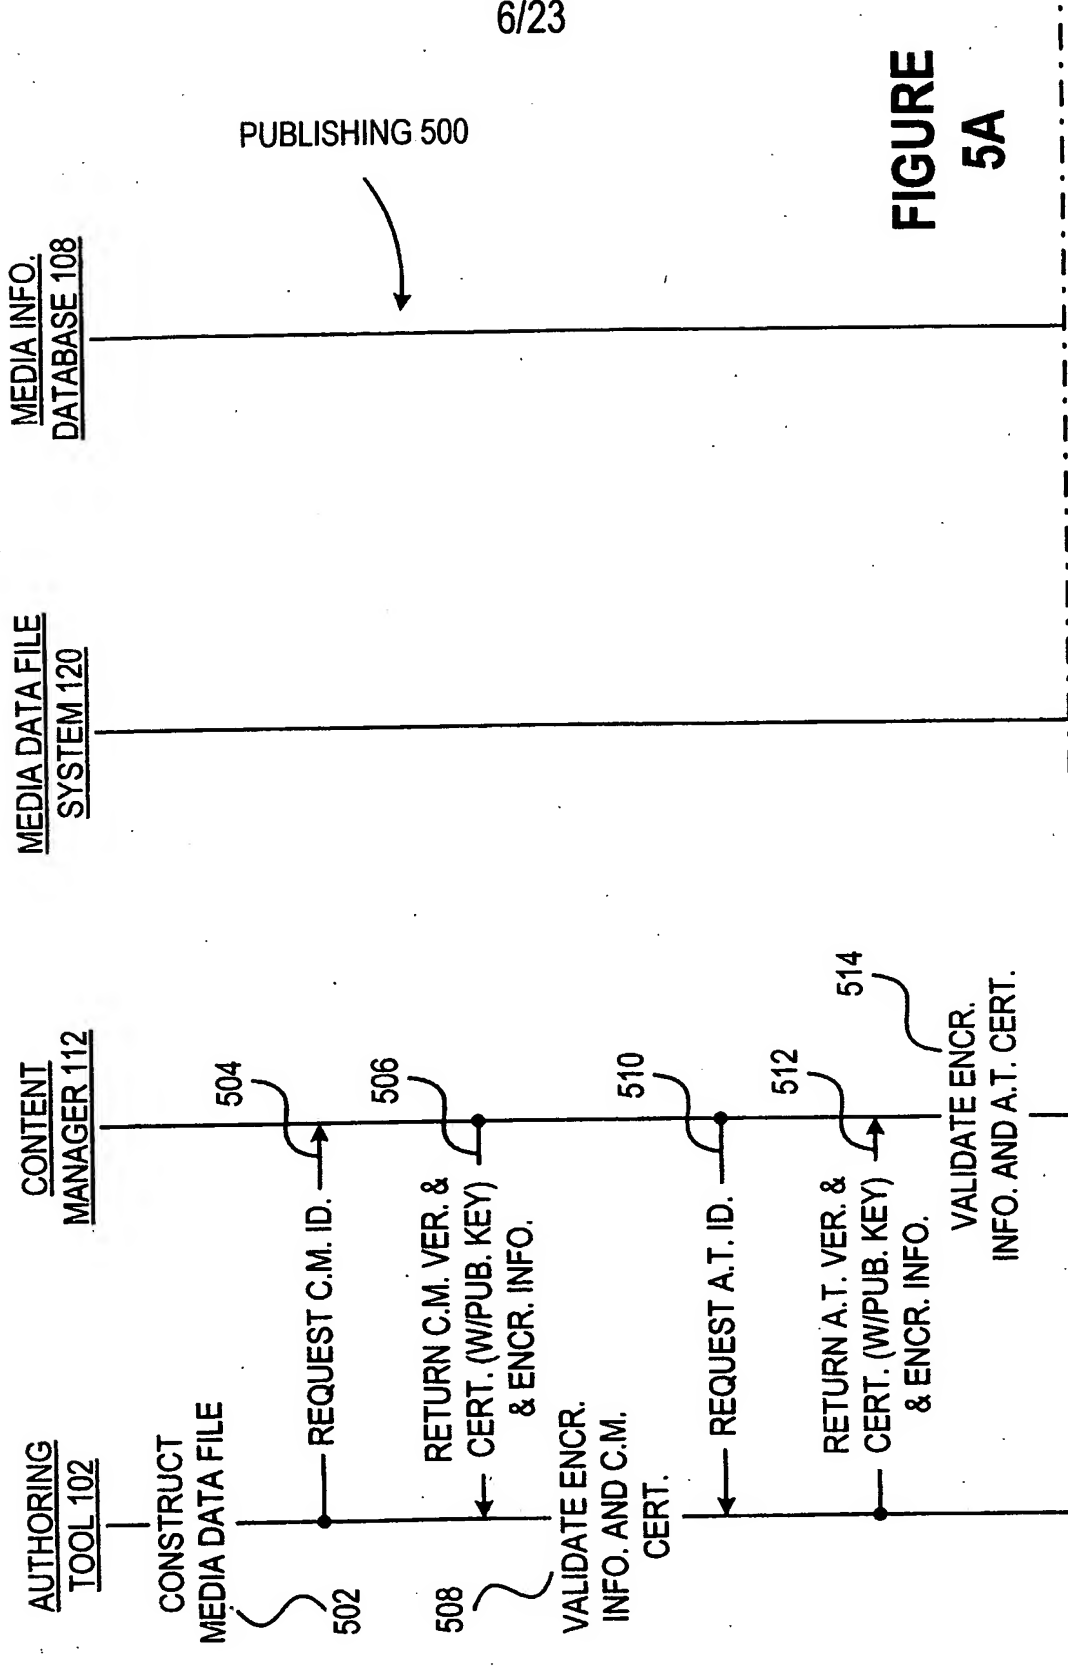 6/23
AUTHORING
TOOL 102
CONTENT
MANAGER 112
MEDIA DATA FILE
SYSTEM 120
MEDIA INFO.
DATABASE 108
PUBLISHING 500
CONSTRUCT
MEDIA DATA FILE
502
REQUEST C.M. ID.
504
RETURN C.M. VER. &
CERT. (W/PUB. KEY)
& ENCR. INFO.
506
508
VALIDATE ENCR.
INFO. AND C.M.
CERT.
REQUEST A.T. ID.
510
RETURN A.T. VER. &
CERT. (W/PUB. KEY)
& ENCR. INFO.
512
514
VALIDATE ENCR.
INFO. AND A.T. CERT.
FIGURE
5A